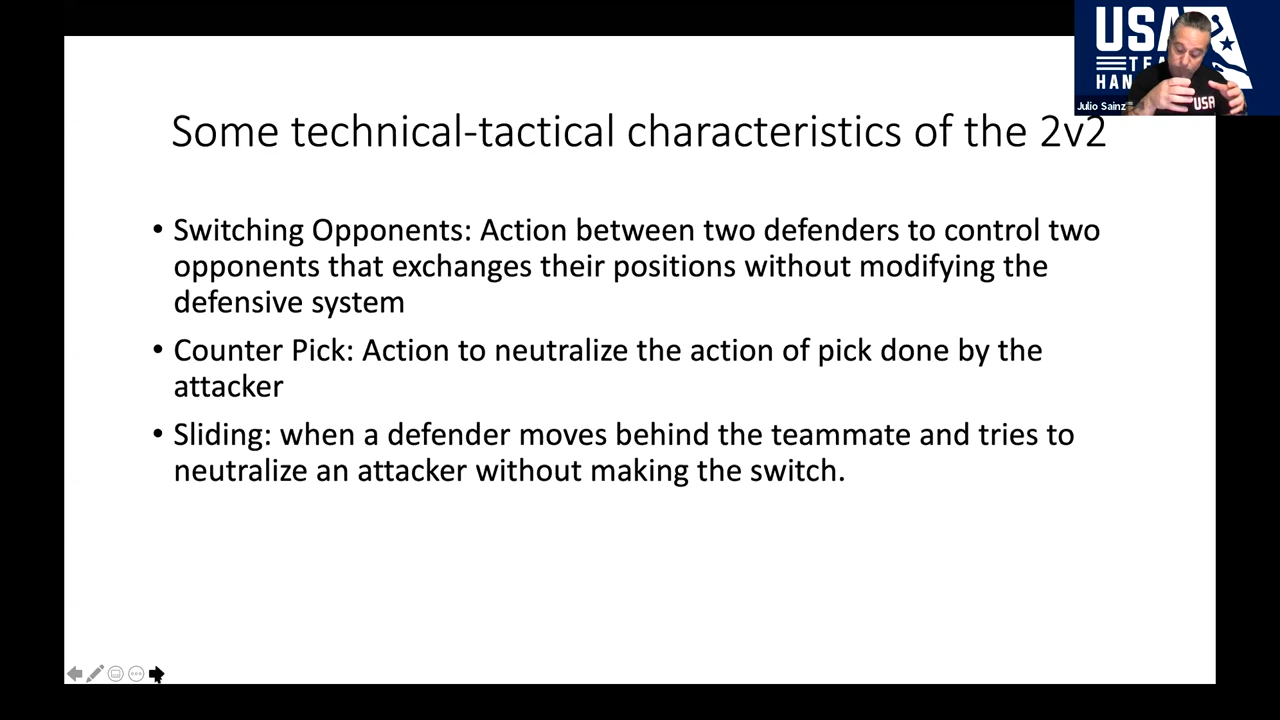 USA
TEA
HAN
USA
Julio Sainz
Some technical-tactical characteristics of the 2v2
• Switching Opponents: Action between two defenders to control two
opponents that exchanges their positions without modifying the
defensive system
• Counter Pick: Action to neutralize the action of pick done by the
attacker
• Sliding: when a defender moves behind the teammate and tries to
neutralize an attacker without making the switch.